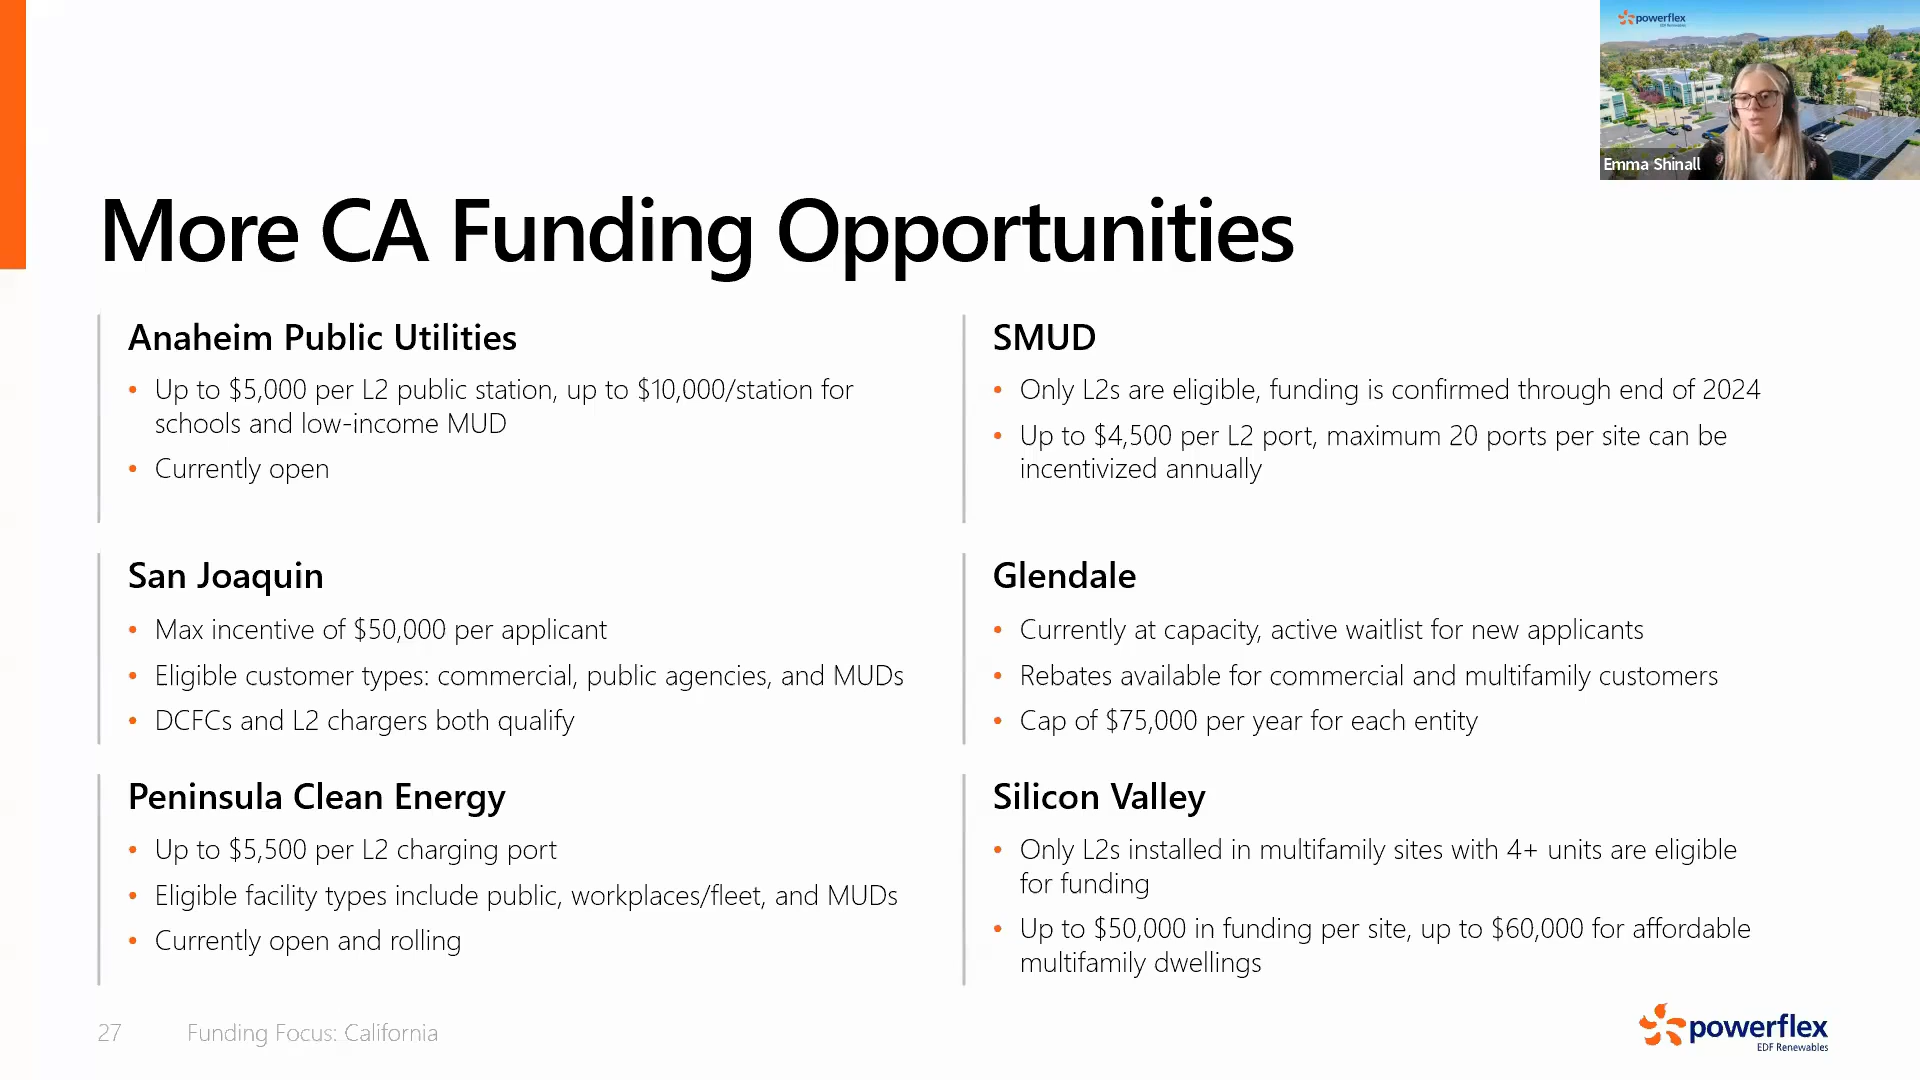 powerflex
EDF Renewables
Emma Shinall
More CA Funding Opportunities
Anaheim Public Utilities
• Up to $5,000 per L2 public station, up to $10,000/station for
schools and low-income MUD
• Currently open
SMUD
• Only L2s are eligible, funding is confirmed through end of 2024
• Up to $4,500 per L2 port, maximum 20 ports per site can be
incentivized annually
San Joaquin
• Max incentive of $50,000 per applicant
• Eligible customer types: commercial, public agencies, and MUDs
• DCFCs and L2 chargers both qualify
Glendale
• Currently at capacity, active waitlist for new applicants
• Rebates available for commercial and multifamily customers
• Cap of $75,000 per year for each entity
Peninsula Clean Energy
• Up to $5,500 per L2 charging port
• Eligible facility types include public, workplaces/fleet, and MUDs
• Currently open and rolling
Silicon Valley
• Only L2s installed in multifamily sites with 4+ units are eligible
for funding
• Up to $50,000 in funding per site, up to $60,000 for affordable
multifamily dwellings
27 Funding Focus: California
powerflex
EDF Renewables